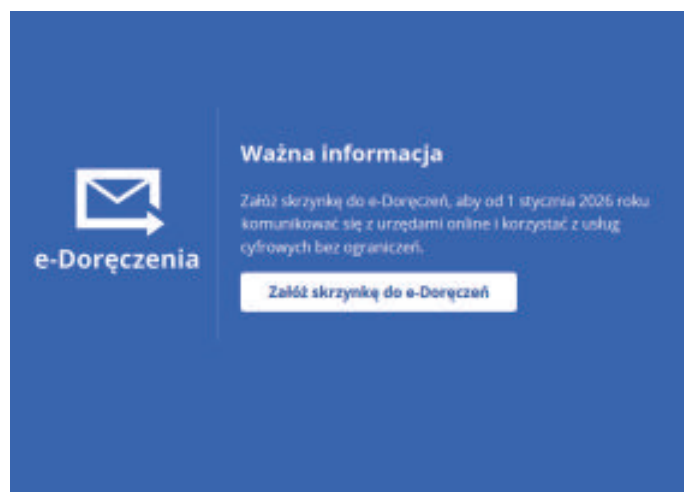 e-Doręczenia
Ważna informacja
Załóż skrzynkę do e-Doręczeń, aby od 1 stycznia 2026 roku
komunikować się z urzędami online i korzystać z usług
cyfrowych bez ograniczeń.
Załóż skrzynkę do e-Doręczeń